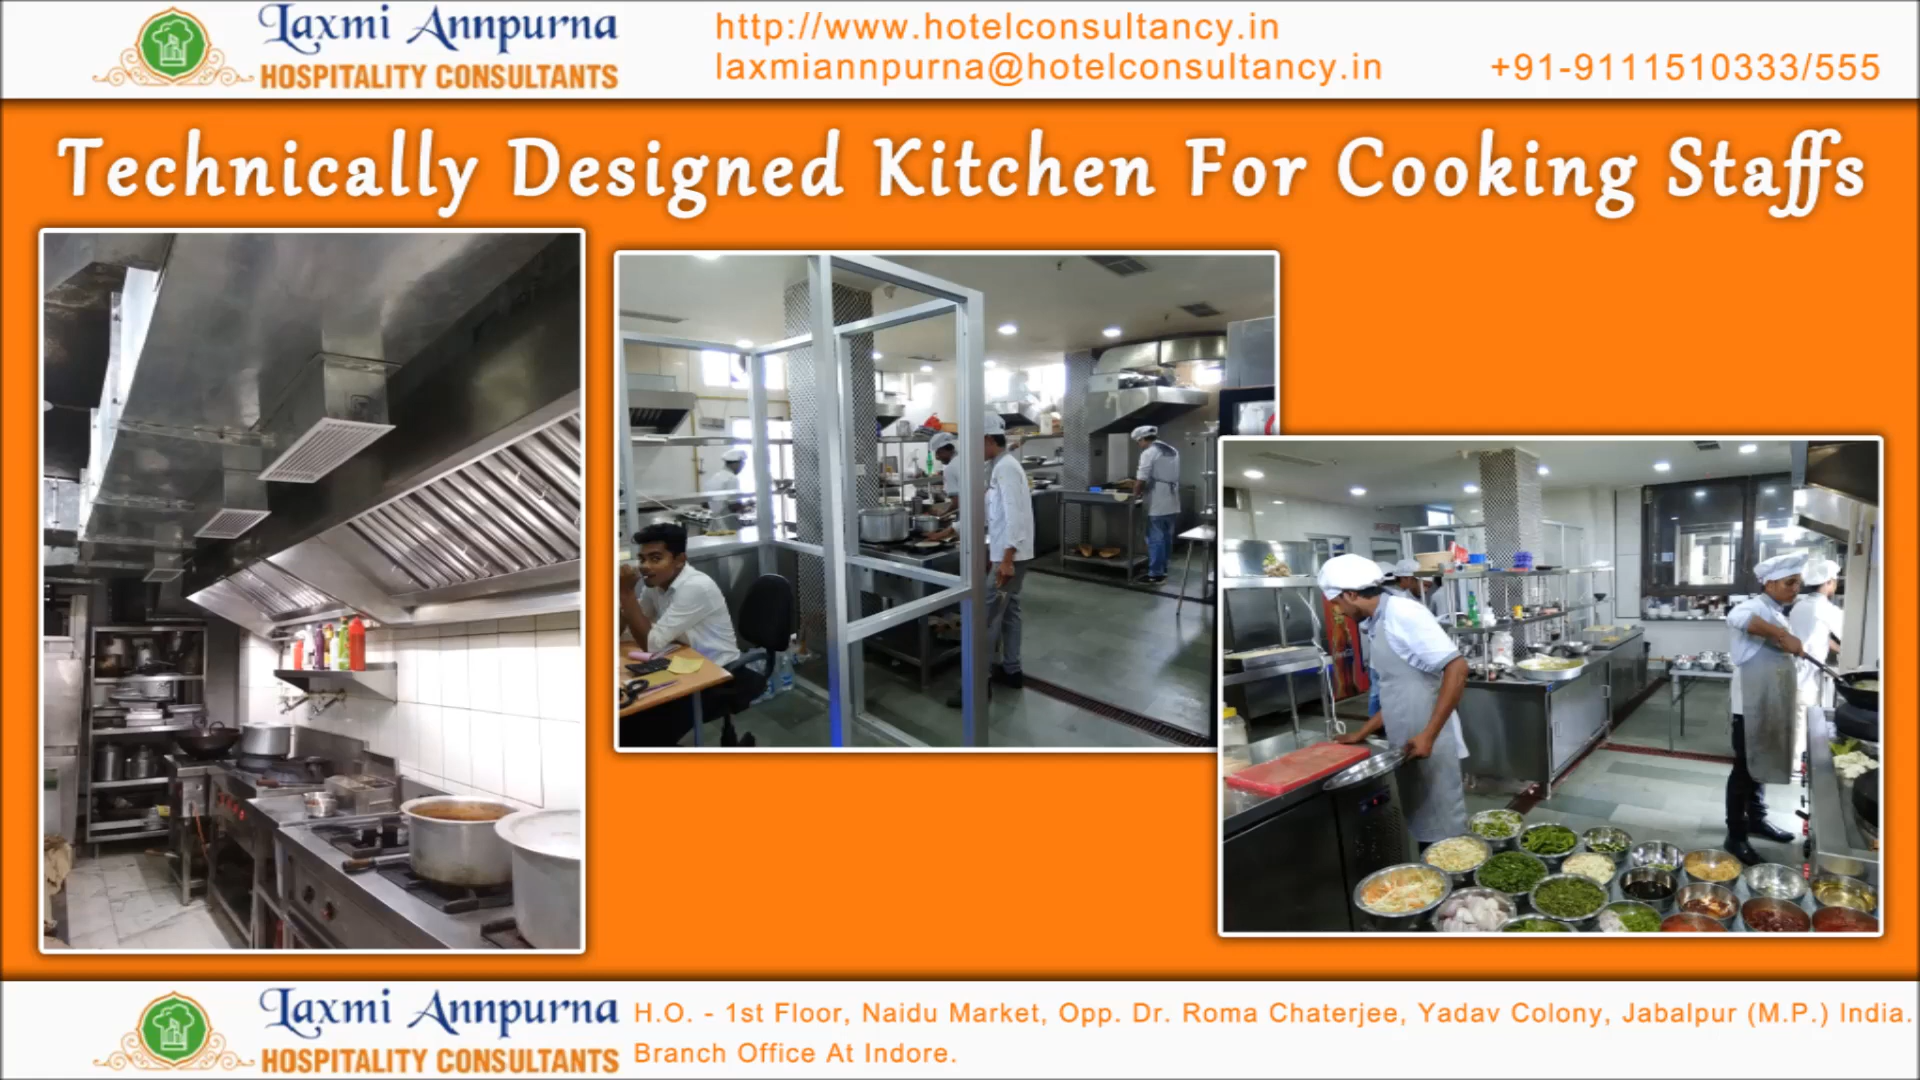 Laxmi Annpurna
HOSPITALITY CONSULTANTS
http://www.hotelconsultancy.in
laxmiannpurna@hotelconsultancy.in
+91-9111510333/555
Technically Designed Kitchen For Cooking Staffs
Laxmi Annpurna
HOSPITALITY CONSULTANTS
H.O. - 1st Floor, Naidu Market, Opp. Dr. Roma Chaterjee, Yadav Colony, Jabalpur (M.P.) India.
Branch Office At Indore.